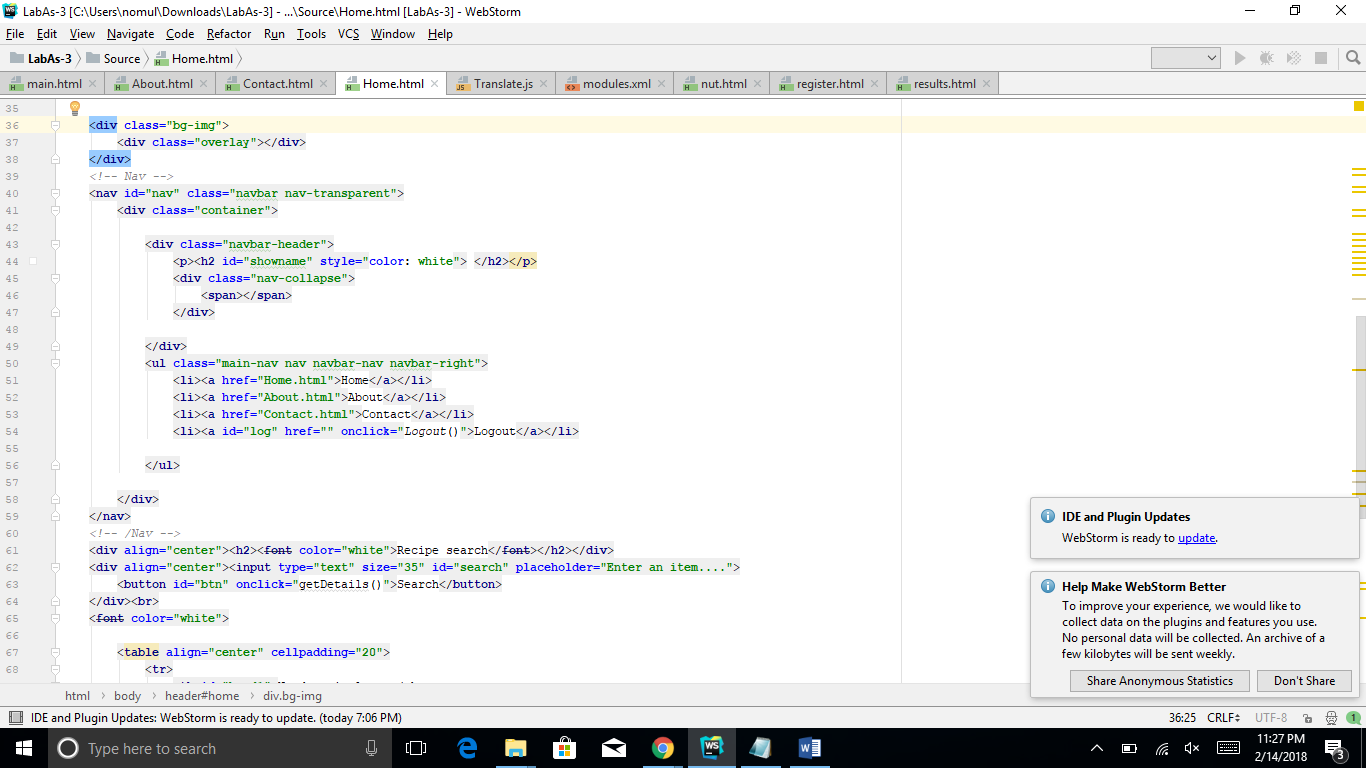 LabAs-3 [C:\Users\nomul\Downloads\LabAs-3] - ...\Source\Home.html [LabAs-3] - WebStorm
File Edit View Navigate Code Refactor Run Tools VCS Window Help
LabAs-3 Source Home.html
main.html About.html Contact.html Home.html Translate.js modules.xml nut.html register.html results.html
35
36 <div class="bg-img">
37 <div class="overlay"></div>
38 </div>
39 <!-- Nav -->
40 <nav id="nav" class="navbar nav-transparent">
41 <div class="container">
42
43 <div class="navbar-header">
44 <p><h2 id="showname" style="color: white"> </h2></p>
45 <div class="nav-collapse">
46 <span></span>
47 </div>
48
49 </div>
50 <ul class="main-nav nav navbar-nav navbar-right">
51 <li><a href="Home.html">Home</a></li>
52 <li><a href="About.html">About</a></li>
53 <li><a href="Contact.html">Contact</a></li>
54 <li><a id="log" href="" onclick="Logout()">Logout</a></li>
55
56 </ul>
57
58 </div>
59 </nav>
60 <!-- /Nav -->
61 <div align="center"><h2><font color="white">Recipe search</font></h2></div>
62 <div align="center"><input type="text" size="35" id="search" placeholder="Enter an item....">
63 <button id="btn" onclick="getDetails()">Search</button>
64 </div><br>
65 <font color="white">
66
67 <table align="center" cellpadding="20">
68 <tr>
IDE and Plugin Updates
WebStorm is ready to update.
Help Make WebStorm Better
To improve your experience, we would like to
collect data on the plugins and features you use.
No personal data will be collected. An archive of a
few kilobytes will be sent weekly.
Share Anonymous Statistics Don't Share
html body header#home div.bg-img
IDE and Plugin Updates: WebStorm is ready to update. (today 7:06 PM) 36:25 CRLF UTF-8 1
Type here to search
11:27 PM
2/14/2018
3